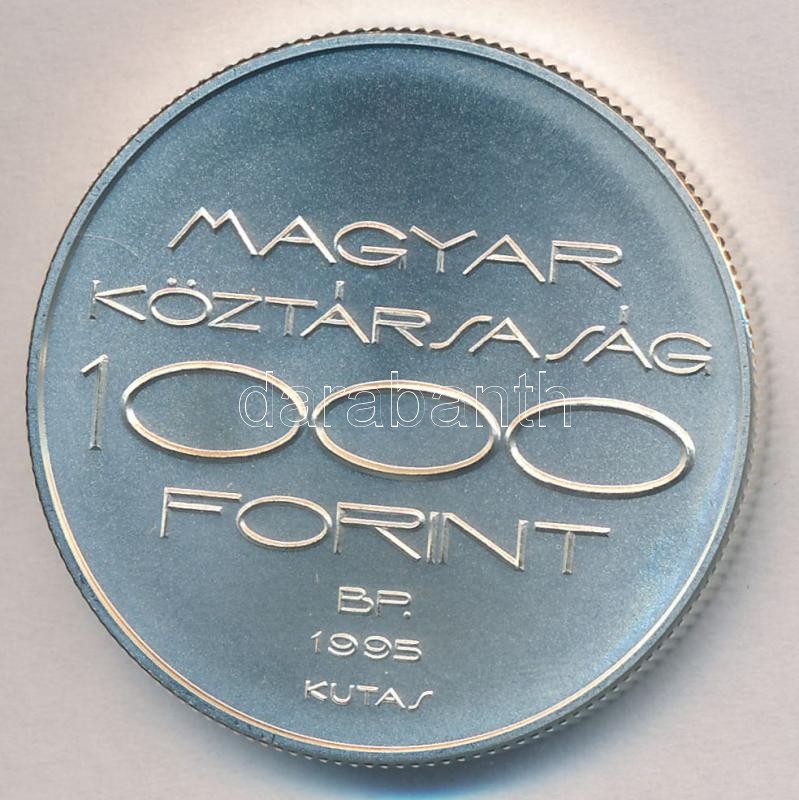 MAGYAR
KÖZTÁRSASÁG
1000
darabanth
FORINT
BP.
1995
KUTAS